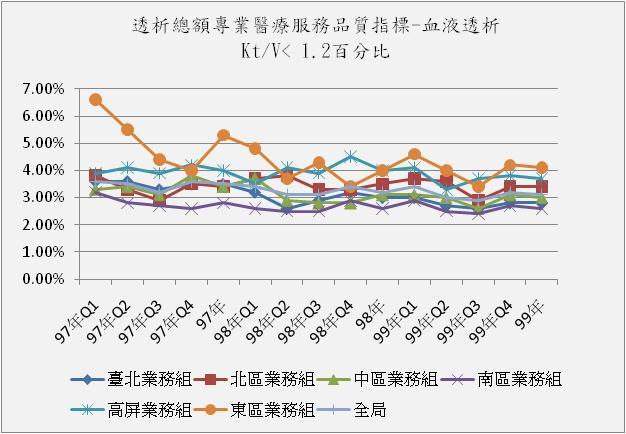 透析總額專業醫療服務品質指標-血液透析
Kt/V< 1.2百分比
7.00%
6.00%
5.00%
4.00%
3.00%
2.00%
1.00%
0.00%
97年Q1
97年Q2
97年Q3
97年Q4
97年
98年Q1
98年Q2
98年Q3
98年Q4
98年
99年Q1
99年Q2
99年Q3
99年Q4
99年
臺北業務組 北區業務組 中區業務組 南區業務組
高屏業務組 東區業務組 全局